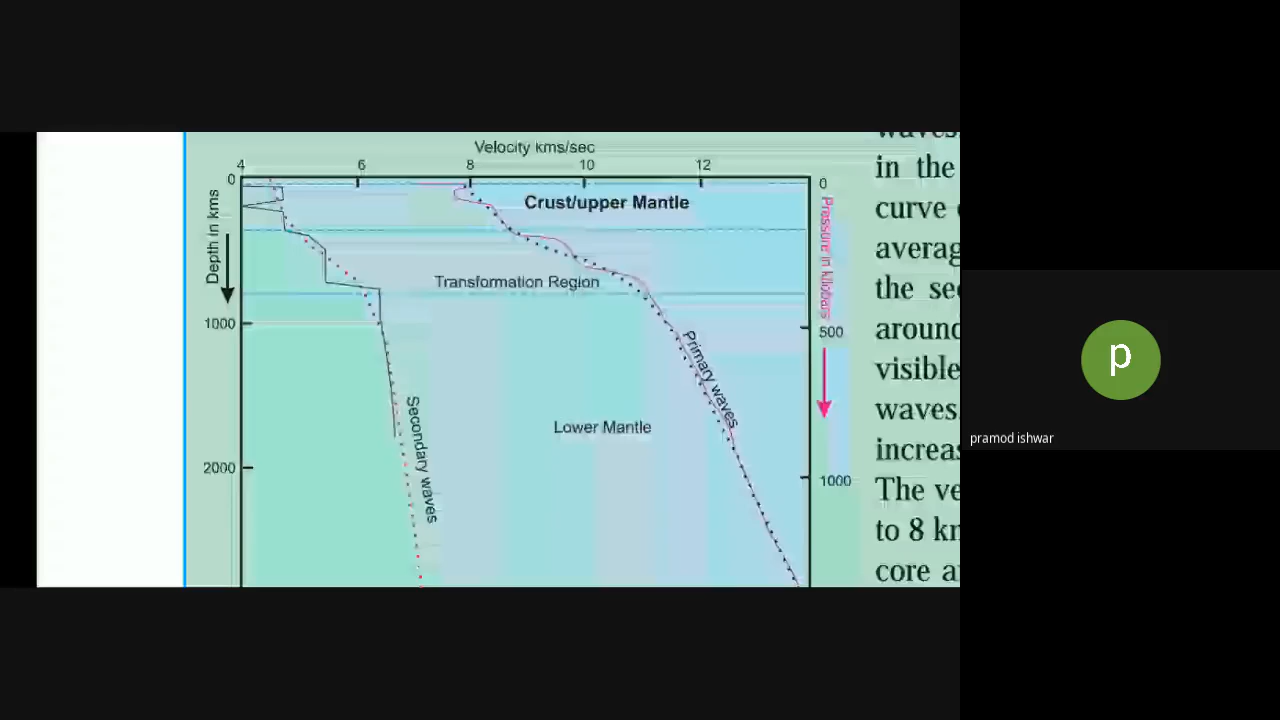 Velocity kms/sec
4 6 8 10 12
0 0
Depth in kms
Pressure in kilobars
Crust/upper Mantle
Transformation Region
1000
500
Primary waves
Secondary waves
Lower Mantle
2000
1000
waves
in the
curve
averag
the se
around
visible
waves.
increas
The ve
to 8 k
core a
p
pramod ishwar